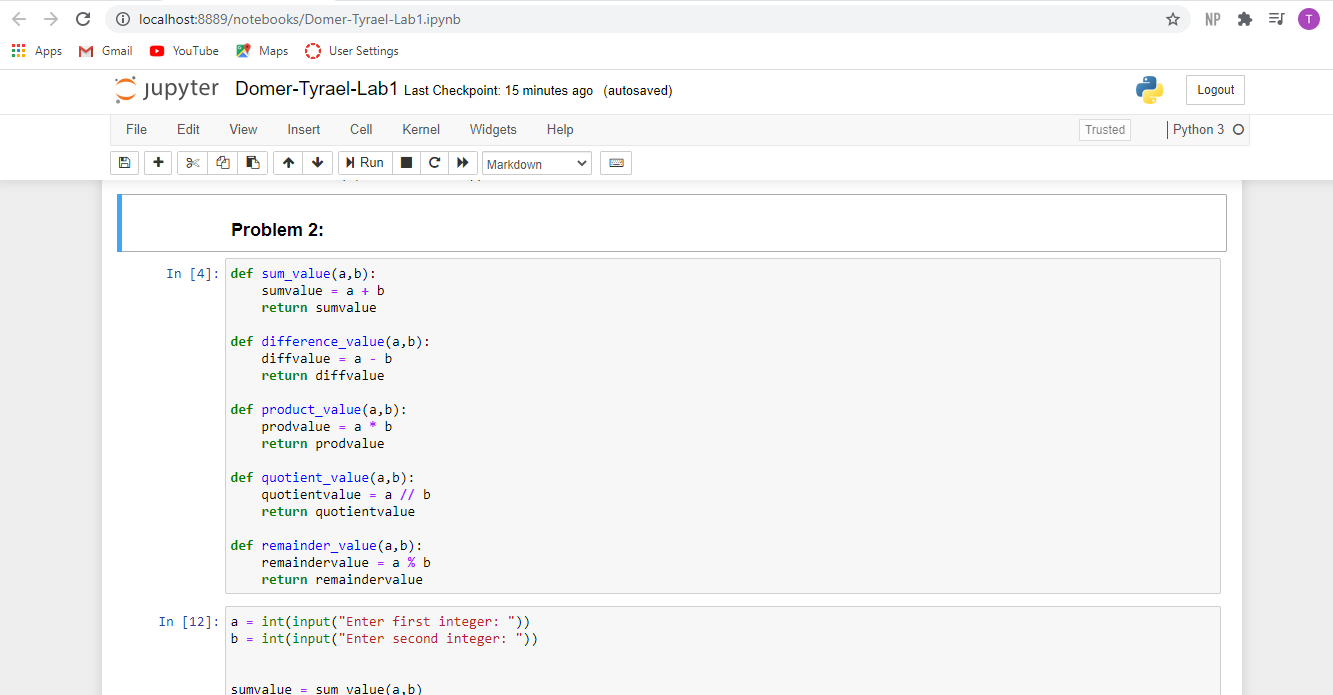 localhost:8889/notebooks/Domer-Tyrael-Lab1.ipynb NP T
Apps Gmail YouTube Maps User Settings
jupyter Domer-Tyrael-Lab1 Last Checkpoint: 15 minutes ago (autosaved) Logout
File Edit View Insert Cell Kernel Widgets Help Trusted Python 3
Run Markdown
Problem 2:
In [4]: def sum_value(a,b):
    sumvalue = a + b
    return sumvalue
def difference_value(a,b):
    diffvalue = a - b
    return diffvalue
def product_value(a,b):
    prodvalue = a * b
    return prodvalue
def quotient_value(a,b):
    quotientvalue = a // b
    return quotientvalue
def remainder_value(a,b):
    remaindervalue = a % b
    return remaindervalue
In [12]: a = int(input("Enter first integer: "))
b = int(input("Enter second integer: "))
sumvalue = sum_value(a,b)